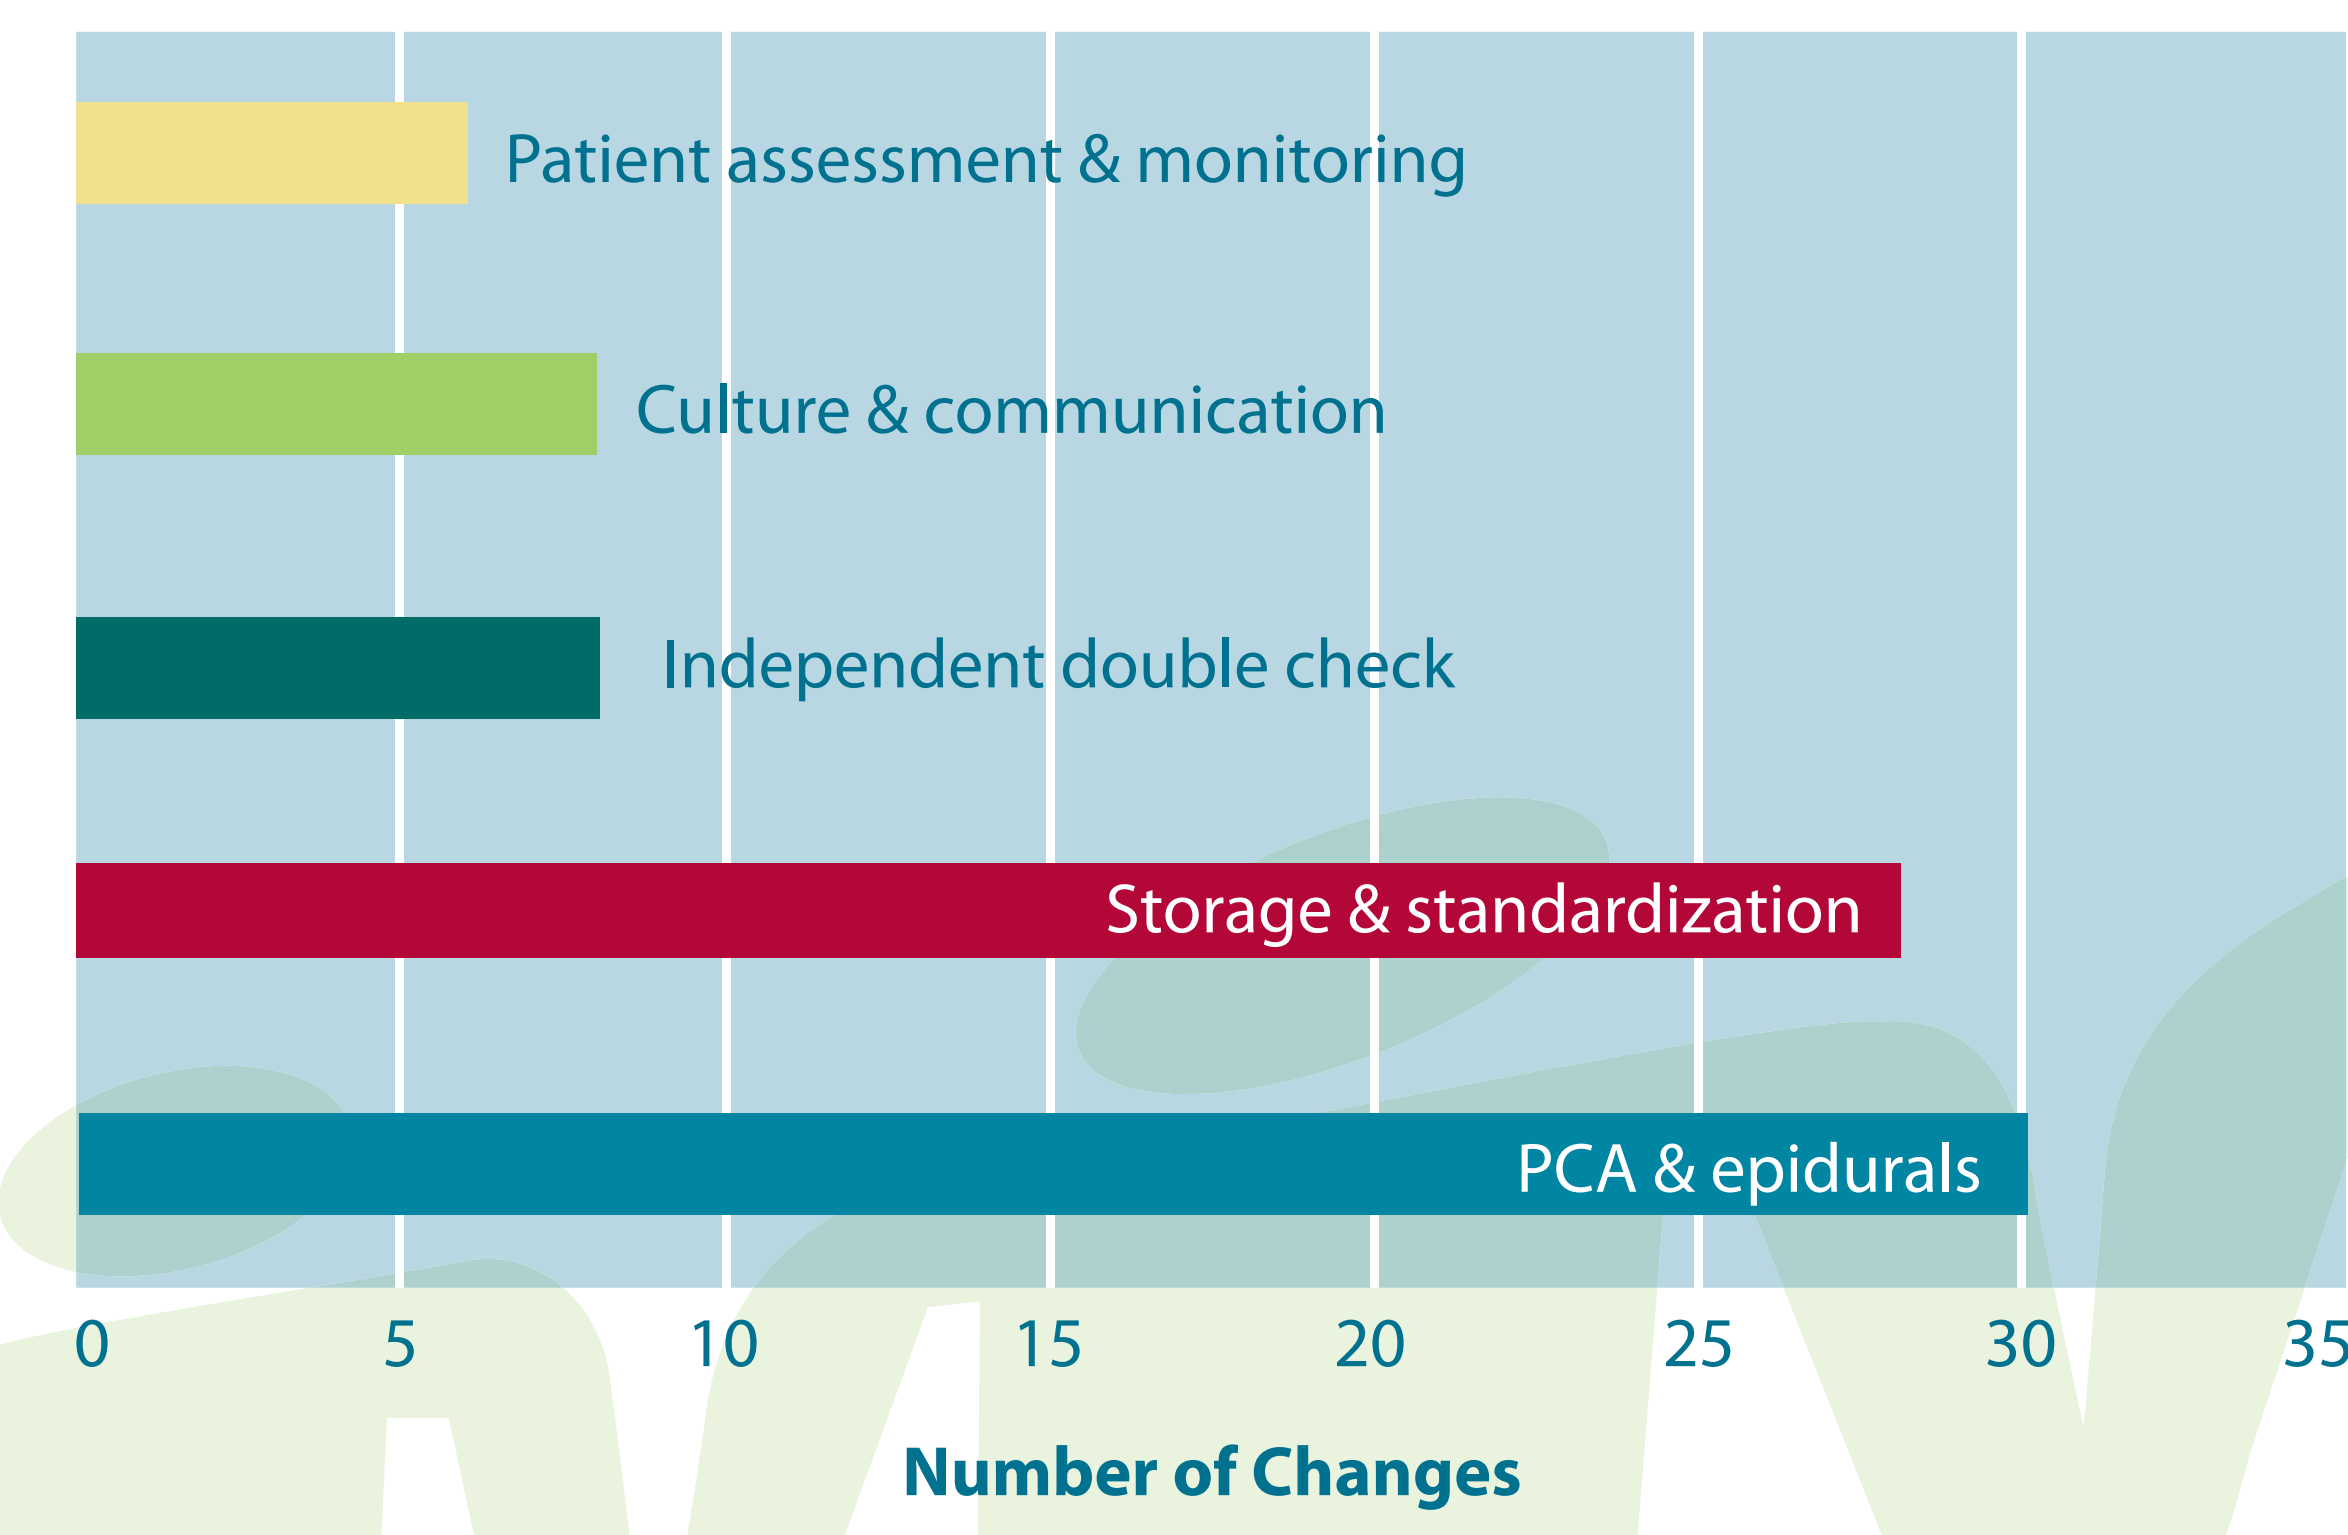 Patient assessment & monitoring
Culture & communication
Independent double check
Storage & standardization
PCA & epidurals
0 5 10 15 20 25 30 35
Number of Changes